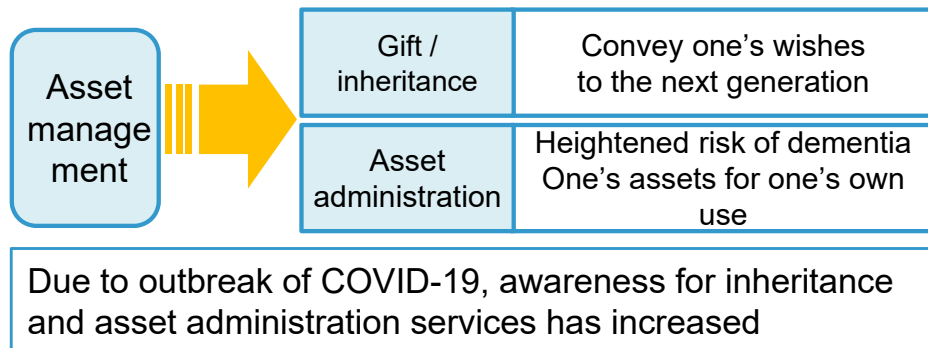 Asset
manage
ment
Gift /
inheritance
Convey one’s wishes
to the next generation
Asset
administration
Heightened risk of dementia
One’s assets for one’s own
use
Due to outbreak of COVID-19, awareness for inheritance
and asset administration services has increased